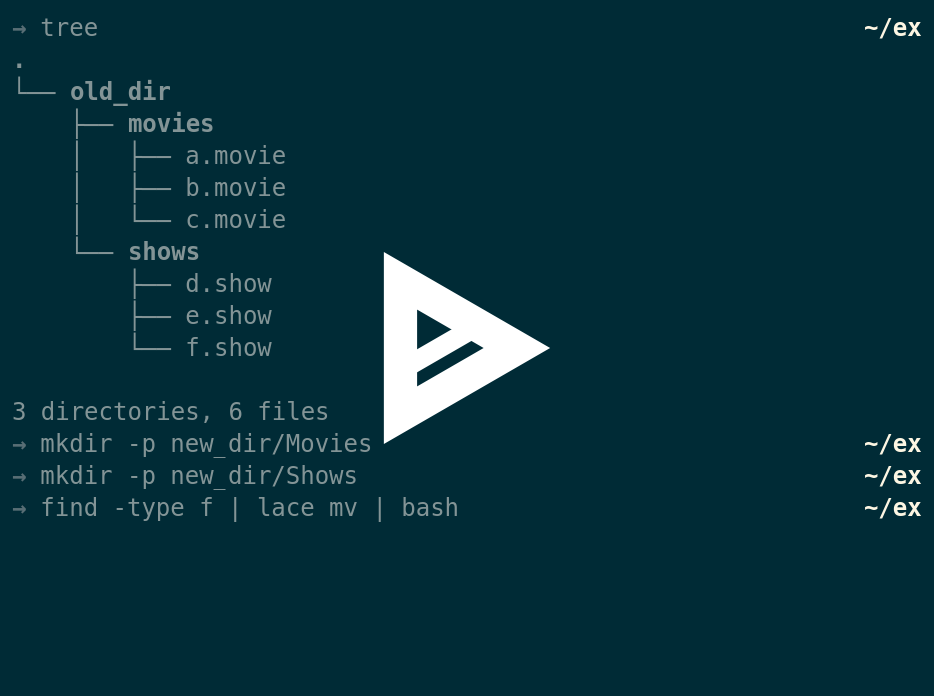 → tree ~/ex
.
└── old_dir
    ├── movies
    │   ├── a.movie
    │   ├── b.movie
    │   └── c.movie
    └── shows
        ├── d.show
        ├── e.show
        └── f.show
3 directories, 6 files
→ mkdir -p new_dir/Movies ~/ex
→ mkdir -p new_dir/Shows ~/ex
→ find -type f | lace mv | bash ~/ex